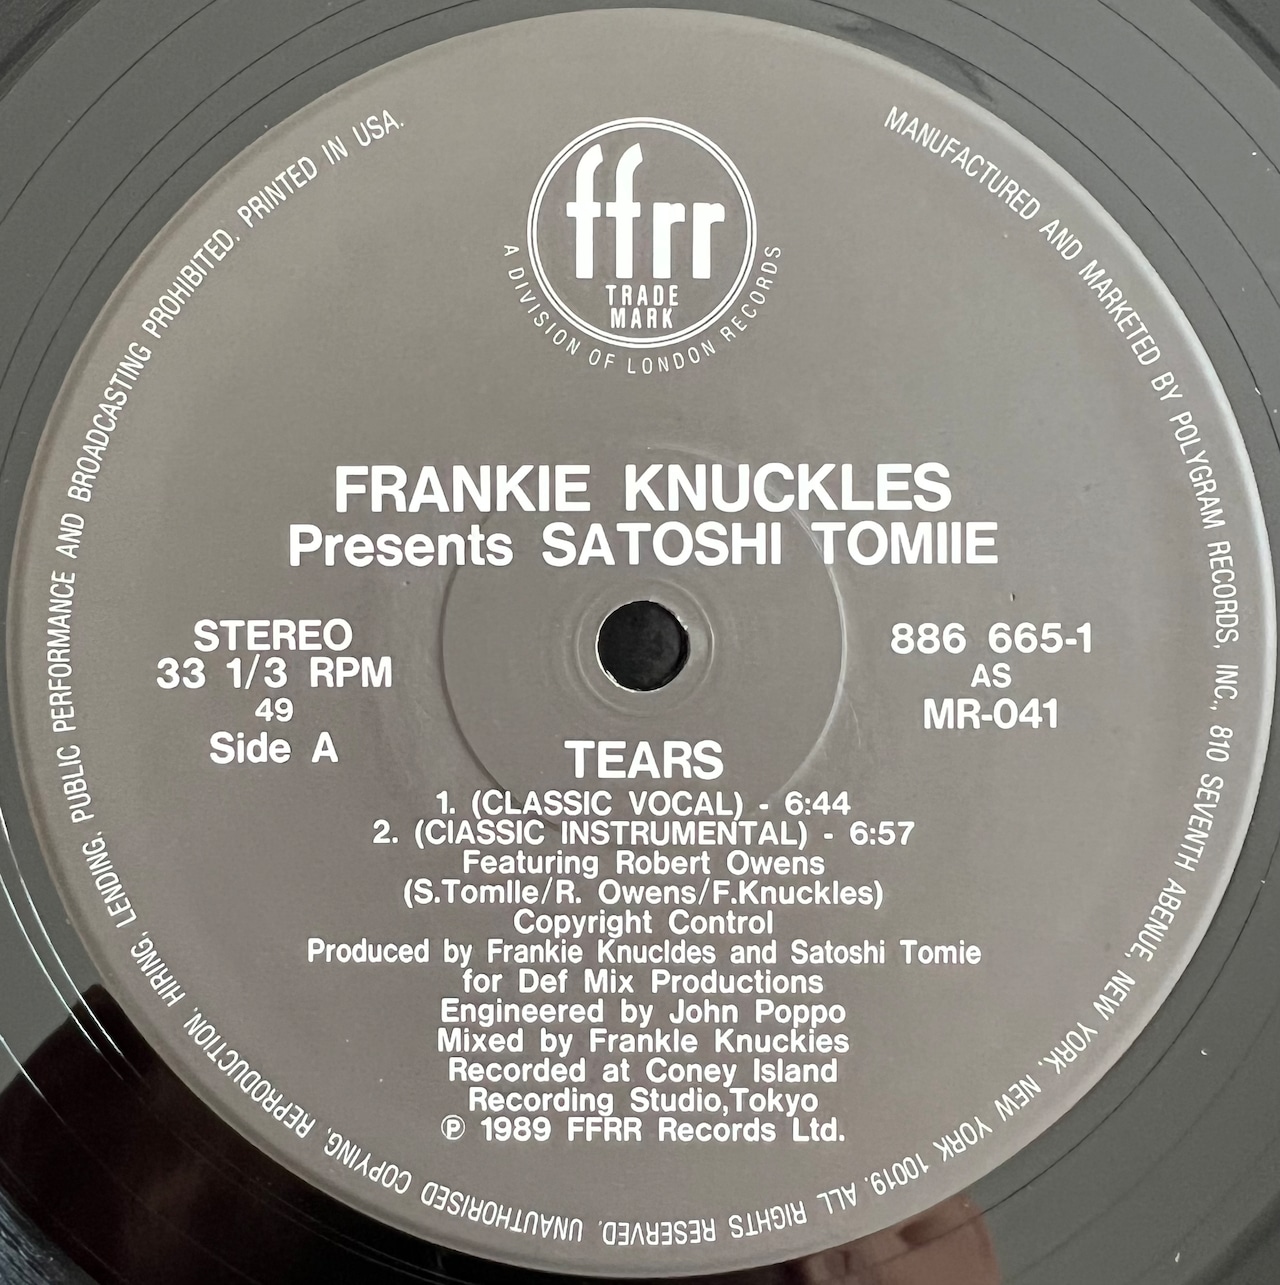 ffrr
TRADE
MARK
A DIVISION OF LONDON RECORDS
FRANKIE KNUCKLES
Presents SATOSHI TOMIIE
STEREO
33 1/3 RPM
49
Side A
886 665-1
AS
MR-041
TEARS
1. (CLASSIC VOCAL) - 6:44
2. (ClASSIC INSTRUMENTAL) - 6:57
Featuring Robert Owens
(S.Tomlle/R. Owens/F.Knuckles)
Copyright Control
Produced by Frankie Knucldes and Satoshi Tomie
for Def Mix Productions
Engineered by John Poppo
Mixed by Frankle Knuckies
Recorded at Coney Island
Recording Studio,Tokyo
℗ 1989 FFRR Records Ltd.
MANUFACTURED AND MARKETED BY POLYGRAM RECORDS, INC., 810 SEVENTH ABENUE, NEW YORK, NEW YORK 10019. ALL RIGHTS RESERVED. UNAUTHORISED COPYING, REPRODUCTION, HIRING, LENDING, PUBLIC PERFORMANCE AND BROADCASTING PROHIBITED. PRINTED IN USA.